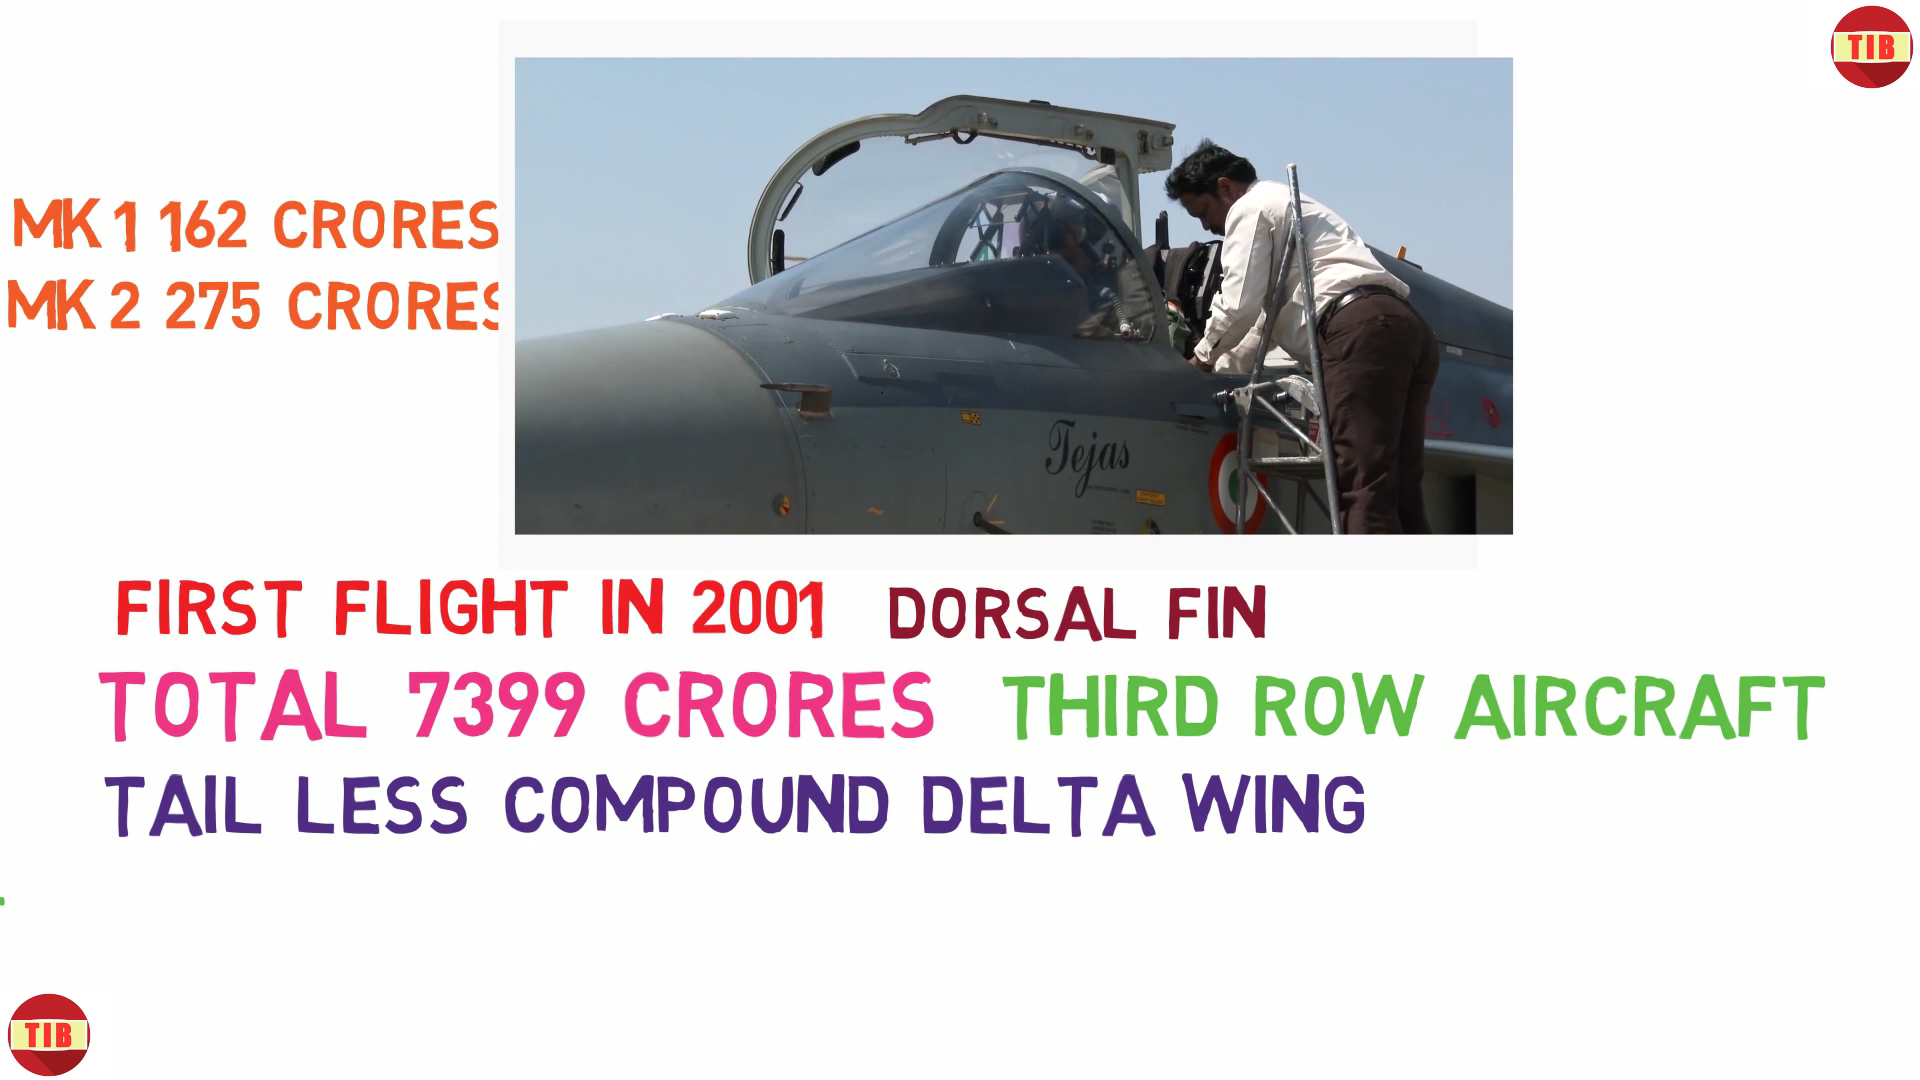 TIB
MK 1 162 CRORES
MK 2 275 CRORES
Tejas
FIRST FLIGHT IN 2001 DORSAL FIN
TOTAL 7399 CRORES THIRD ROW AIRCRAFT
TAIL LESS COMPOUND DELTA WING
TIB